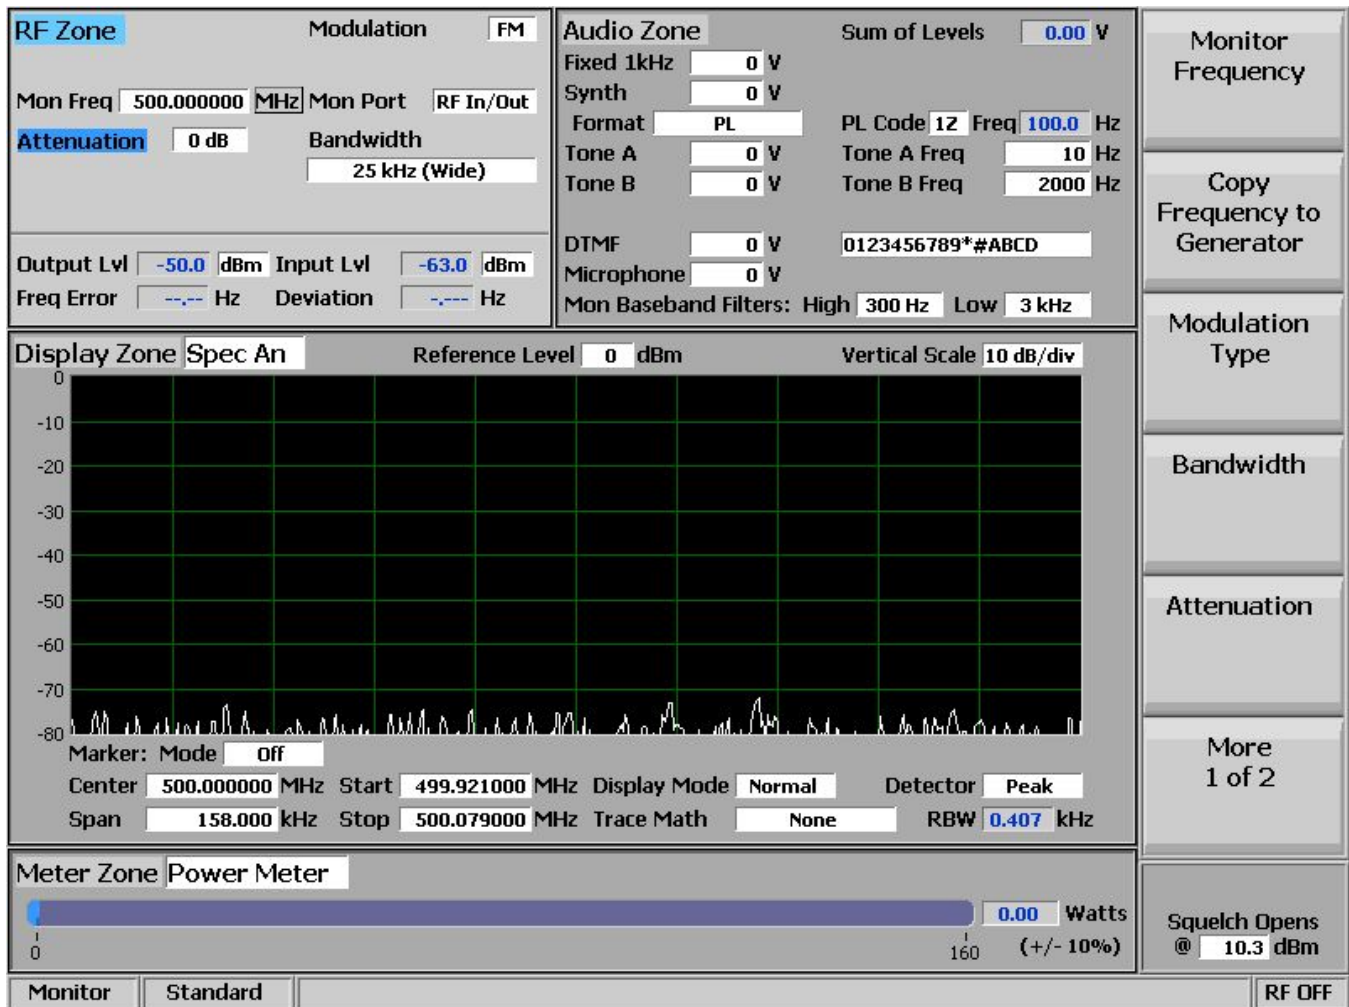 RF Zone Modulation FM
Mon Freq 500.000000 MHz Mon Port RF In/Out
Attenuation 0 dB Bandwidth
25 kHz (Wide)
Output Lvl -50.0 dBm Input Lvl -63.0 dBm
Freq Error --.-- Hz Deviation -.--- Hz
Audio Zone Sum of Levels 0.00 V
Fixed 1kHz 0 V
Synth 0 V
Format PL PL Code 1Z Freq 100.0 Hz
Tone A 0 V Tone A Freq 10 Hz
Tone B 0 V Tone B Freq 2000 Hz
DTMF 0 V 0123456789*#ABCD
Microphone 0 V
Mon Baseband Filters: High 300 Hz Low 3 kHz
Display Zone Spec An Reference Level 0 dBm Vertical Scale 10 dB/div
0
-10
-20
-30
-40
-50
-60
-70
-80
Marker: Mode Off
Center 500.000000 MHz Start 499.921000 MHz Display Mode Normal Detector Peak
Span 158.000 kHz Stop 500.079000 MHz Trace Math None RBW 0.407 kHz
Meter Zone Power Meter
0.00 Watts
0 160 (+/- 10%)
Monitor
Frequency
Copy
Frequency to
Generator
Modulation
Type
Bandwidth
Attenuation
More
1 of 2
Squelch Opens
@ 10.3 dBm
Monitor Standard RF OFF